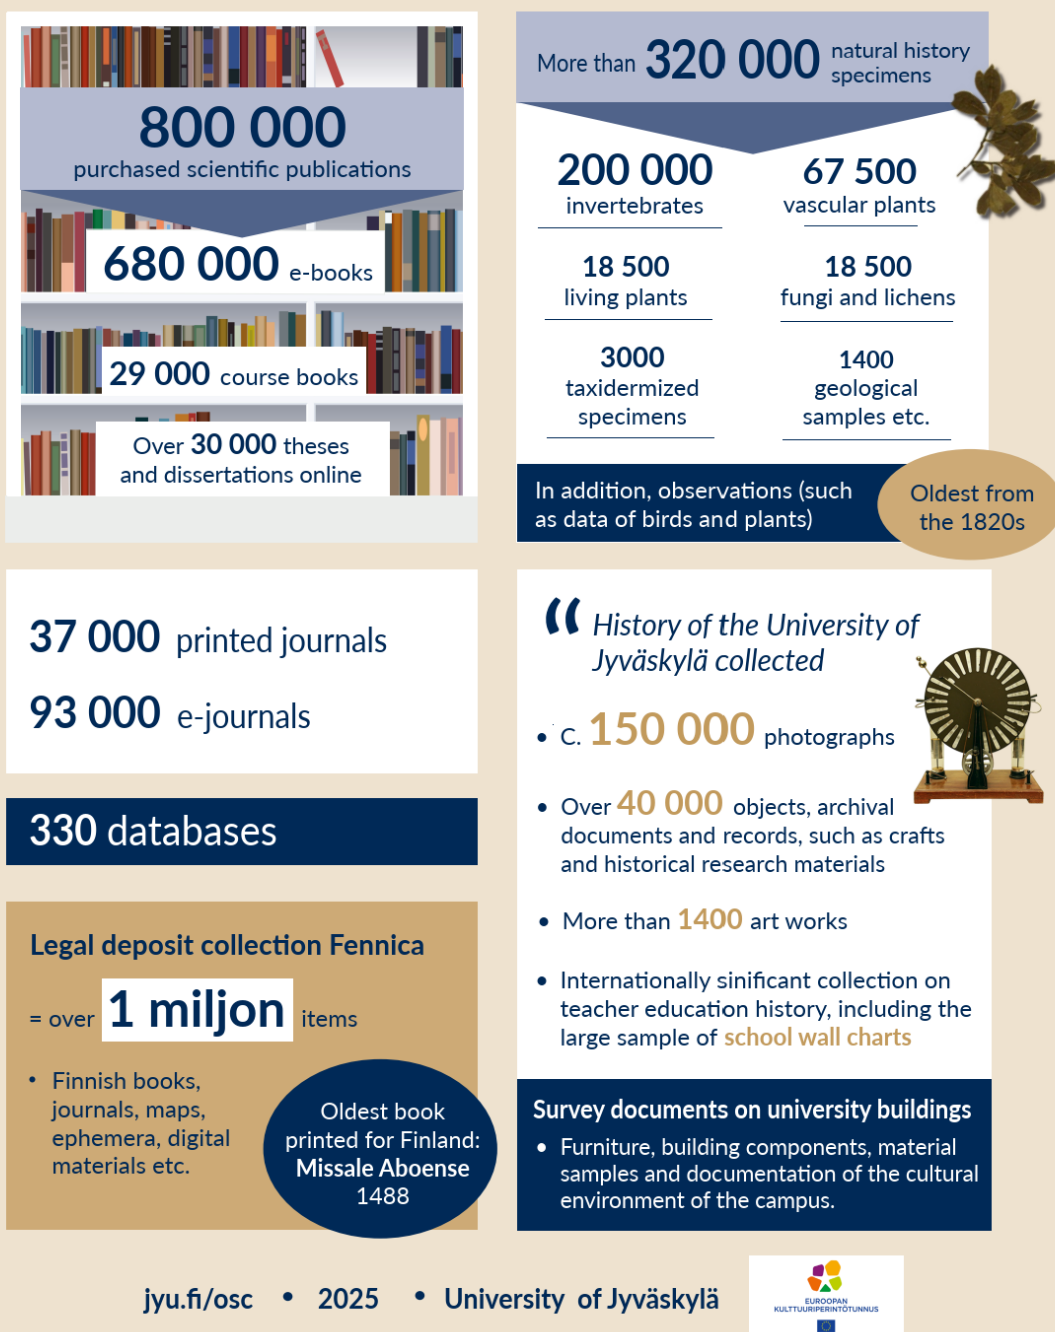 800 000
purchased scientific publications
680 000 e-books
29 000 course books
Over 30 000 theses
and dissertations online
More than 320 000 natural history
specimens
200 000
invertebrates
67 500
vascular plants
18 500
living plants
18 500
fungi and lichens
3000
taxidermized
specimens
1400
geological
samples etc.
In addition, observations (such
as data of birds and plants)
Oldest from
the 1820s
37 000 printed journals
93 000 e-journals
330 databases
Legal deposit collection Fennica
= over 1 miljon items
• Finnish books,
journals, maps,
ephemera, digital
materials etc.
Oldest book
printed for Finland:
Missale Aboense
1488
“ History of the University of
Jyväskylä collected
• C. 150 000 photographs
• Over 40 000 objects, archival
documents and records, such as crafts
and historical research materials
• More than 1400 art works
• Internationally sinificant collection on
teacher education history, including the
large sample of school wall charts
Survey documents on university buildings
• Furniture, building components, material
samples and documentation of the cultural
environment of the campus.
jyu.fi/osc • 2025 • University of Jyväskylä
EUROOPAN
KULTTUURIPERINTÖTUNNUS